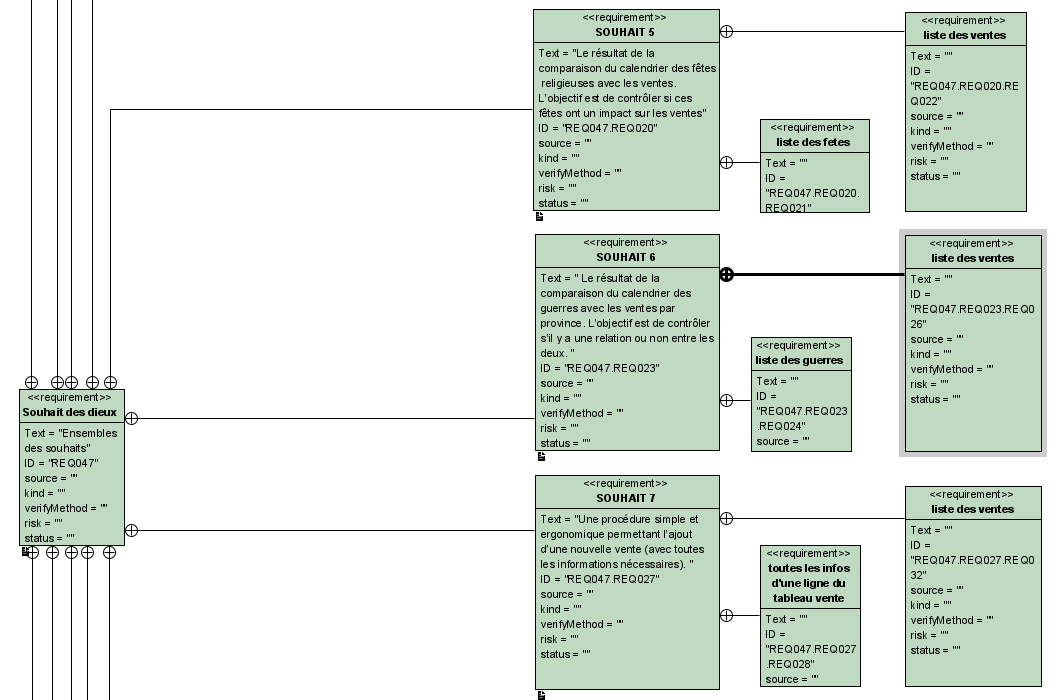 <<requirement>>
SOUHAIT 5
Text = "Le résultat de la
comparaison du calendrier des fêtes
religieuses avec les ventes.
L'objectif est de contrôler si ces
fêtes ont un impact sur les ventes"
ID = "REQ047.REQ020"
source = ""
kind = ""
verifyMethod = ""
risk = ""
status = ""
<<requirement>>
liste des ventes
Text = ""
ID =
"REQ047.REQ020.RE
Q022"
source = ""
kind = ""
verifyMethod = ""
risk = ""
status = ""
<<requirement>>
liste des fetes
Text = ""
ID =
"REQ047.REQ020.
REQ021"
<<requirement>>
SOUHAIT 6
Text = " Le résultat de la
comparaison du calendrier des
guerres avec les ventes par
province. L'objectif est de contrôler
s'il y a une relation ou non entre les
deux. "
ID = "REQ047.REQ023"
source = ""
kind = ""
verifyMethod = ""
risk = ""
status = ""
<<requirement>>
liste des ventes
Text = ""
ID =
"REQ047.REQ023.REQ0
26"
source = ""
kind = ""
verifyMethod = ""
risk = ""
status = ""
<<requirement>>
liste des guerres
Text = ""
ID =
"REQ047.REQ023
.REQ024"
source = ""
<<requirement>>
Souhait des dieux
Text = "Ensembles
des souhaits"
ID = "REQ047"
source = ""
kind = ""
verifyMethod = ""
risk = ""
status = ""
<<requirement>>
SOUHAIT 7
Text = "Une procédure simple et
ergonomique permettant l'ajout
d'une nouvelle vente (avec toutes
les informations nécessaires). "
ID = "REQ047.REQ027"
source = ""
kind = ""
verifyMethod = ""
risk = ""
status = ""
<<requirement>>
liste des ventes
Text = ""
ID =
"REQ047.REQ027.REQ0
32"
source = ""
kind = ""
verifyMethod = ""
risk = ""
status = ""
<<requirement>>
toutes les infos
d'une ligne du
tableau vente
Text = ""
ID =
"REQ047.REQ027
.REQ028"
source = ""